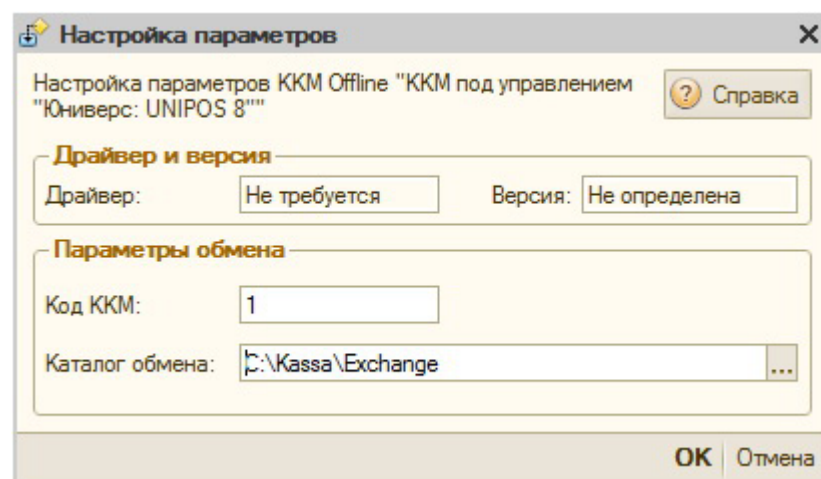 Настройка параметров
Настройка параметров ККМ Offline "ККМ под управлением
"Юниверс: UNIPOS 8""
Справка
Драйвер и версия
Драйвер: Не требуется Версия: Не определена
Параметры обмена
Код ККМ: 1
Каталог обмена: C:\Kassa\Exchange ...
OK Отмена